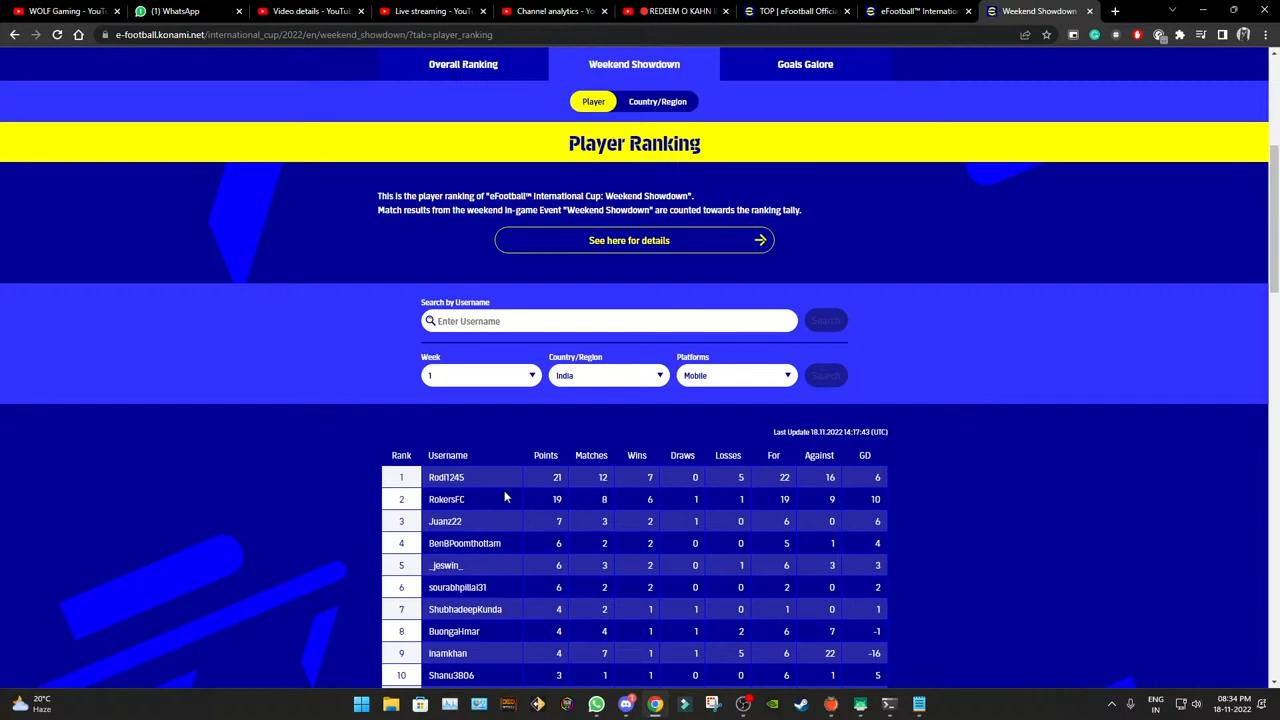 WOLF Gaming - YouTu
WhatsApp
Video details - YouTub
Live streaming - YouTu
Channel analytics - Yo
REDEEM O KAHN I
TOP | eFootball Officia
eFootball™ Internation
Weekend Showdown
e-football.konami.net/international_cup/2022/en/weekend_showdown/?tab=player_ranking
Overall Ranking Weekend Showdown Goals Galore
Player Country/Region
Player Ranking
This is the player ranking of "eFootball™ International Cup: Weekend Showdown".
Match results from the weekend In-game Event "Weekend Showdown" are counted towards the ranking tally.
See here for details
Search by Username
Enter Username Search
Week Country/Region Platforms
1 India Mobile Search
Last Update 18.11.2022 14:17:43 (UTC)
Rank Username Points Matches Wins Draws Losses For Against GD
1 Rodi1245 21 12 7 0 5 22 16 6
2 RokersFC 19 8 6 1 1 19 9 10
3 Juanz22 7 3 2 1 0 6 0 6
4 BenBPoomthottam 6 2 2 0 0 5 1 4
5 _jeswin_ 6 3 2 0 1 6 3 3
6 sourabhpillai31 6 2 2 0 0 2 0 2
7 ShubhadeepKunda 4 2 1 1 0 1 0 1
8 BuongaHmar 4 4 1 1 2 6 7 -1
9 inamkhan 4 7 1 1 5 6 22 -16
10 Shanu3806 3 1 1 0 0 6 1 5
20°C
Haze
ENG
IN
08:34 PM
18-11-2022